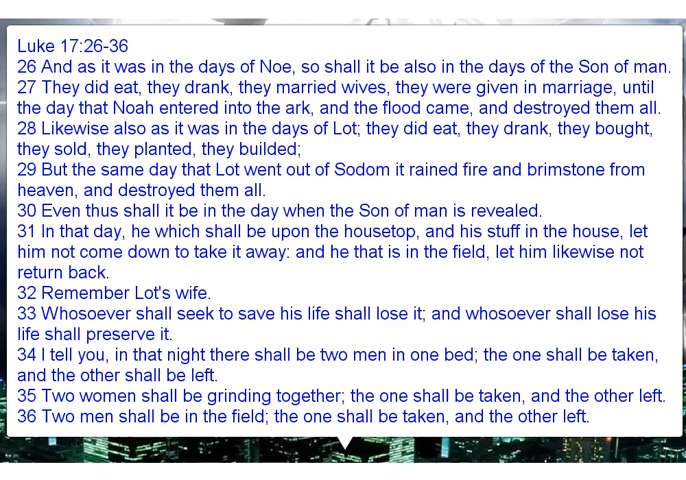 Luke 17:26-36
26 And as it was in the days of Noe, so shall it be also in the days of the Son of man.
27 They did eat, they drank, they married wives, they were given in marriage, until
the day that Noah entered into the ark, and the flood came, and destroyed them all.
28 Likewise also as it was in the days of Lot; they did eat, they drank, they bought,
they sold, they planted, they builded;
29 But the same day that Lot went out of Sodom it rained fire and brimstone from
heaven, and destroyed them all.
30 Even thus shall it be in the day when the Son of man is revealed.
31 In that day, he which shall be upon the housetop, and his stuff in the house, let
him not come down to take it away: and he that is in the field, let him likewise not
return back.
32 Remember Lot's wife.
33 Whosoever shall seek to save his life shall lose it; and whosoever shall lose his
life shall preserve it.
34 I tell you, in that night there shall be two men in one bed; the one shall be taken,
and the other shall be left.
35 Two women shall be grinding together; the one shall be taken, and the other left.
36 Two men shall be in the field; the one shall be taken, and the other left.